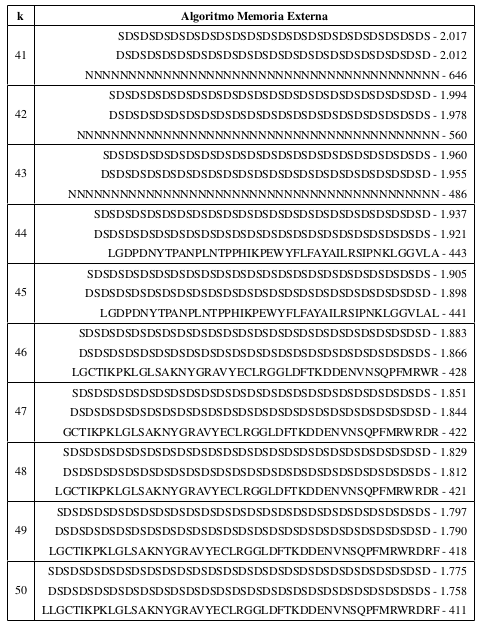 k Algoritmo Memoria Externa
41
SDSDSDSDSDSDSDSDSDSDSDSDSDSDSDSDSDSDSDSDS - 2.017
DSDSDSDSDSDSDSDSDSDSDSDSDSDSDSDSDSDSDSDSD - 2.012
NNNNNNNNNNNNNNNNNNNNNNNNNNNNNNNNNNNNNNNNN - 646
42
SDSDSDSDSDSDSDSDSDSDSDSDSDSDSDSDSDSDSDSDSD - 1.994
DSDSDSDSDSDSDSDSDSDSDSDSDSDSDSDSDSDSDSDSDS - 1.978
NNNNNNNNNNNNNNNNNNNNNNNNNNNNNNNNNNNNNNNNNN - 560
43
SDSDSDSDSDSDSDSDSDSDSDSDSDSDSDSDSDSDSDSDSDS - 1.960
DSDSDSDSDSDSDSDSDSDSDSDSDSDSDSDSDSDSDSDSDSD - 1.955
NNNNNNNNNNNNNNNNNNNNNNNNNNNNNNNNNNNNNNNNNNN - 486
44
SDSDSDSDSDSDSDSDSDSDSDSDSDSDSDSDSDSDSDSDSDSD - 1.937
DSDSDSDSDSDSDSDSDSDSDSDSDSDSDSDSDSDSDSDSDSDS - 1.921
LGDPDNYTPANPLNTPPHIKPEWYFLFAYAILRSIPNKLGGVLA - 443
45
SDSDSDSDSDSDSDSDSDSDSDSDSDSDSDSDSDSDSDSDSDSDS - 1.905
DSDSDSDSDSDSDSDSDSDSDSDSDSDSDSDSDSDSDSDSDSDSD - 1.898
LGDPDNYTPANPLNTPPHIKPEWYFLFAYAILRSIPNKLGGVLAL - 441
46
SDSDSDSDSDSDSDSDSDSDSDSDSDSDSDSDSDSDSDSDSDSDSD - 1.883
DSDSDSDSDSDSDSDSDSDSDSDSDSDSDSDSDSDSDSDSDSDSDS - 1.866
LGCTIKPKLGLSAKNYGRAVYECLRGGLDFTKDDENVNSQPFMRWR - 428
47
SDSDSDSDSDSDSDSDSDSDSDSDSDSDSDSDSDSDSDSDSDSDSDS - 1.851
DSDSDSDSDSDSDSDSDSDSDSDSDSDSDSDSDSDSDSDSDSDSDSD - 1.844
GCTIKPKLGLSAKNYGRAVYECLRGGLDFTKDDENVNSQPFMRWRDR - 422
48
SDSDSDSDSDSDSDSDSDSDSDSDSDSDSDSDSDSDSDSDSDSDSDSD - 1.829
DSDSDSDSDSDSDSDSDSDSDSDSDSDSDSDSDSDSDSDSDSDSDSDS - 1.812
LGCTIKPKLGLSAKNYGRAVYECLRGGLDFTKDDENVNSQPFMRWRDR - 421
49
SDSDSDSDSDSDSDSDSDSDSDSDSDSDSDSDSDSDSDSDSDSDSDSDS - 1.797
DSDSDSDSDSDSDSDSDSDSDSDSDSDSDSDSDSDSDSDSDSDSDSDSD - 1.790
LGCTIKPKLGLSAKNYGRAVYECLRGGLDFTKDDENVNSQPFMRWRDRF - 418
50
SDSDSDSDSDSDSDSDSDSDSDSDSDSDSDSDSDSDSDSDSDSDSDSDSD - 1.775
DSDSDSDSDSDSDSDSDSDSDSDSDSDSDSDSDSDSDSDSDSDSDSDSDS - 1.758
LLGCTIKPKLGLSAKNYGRAVYECLRGGLDFTKDDENVNSQPFMRWRDRF - 411